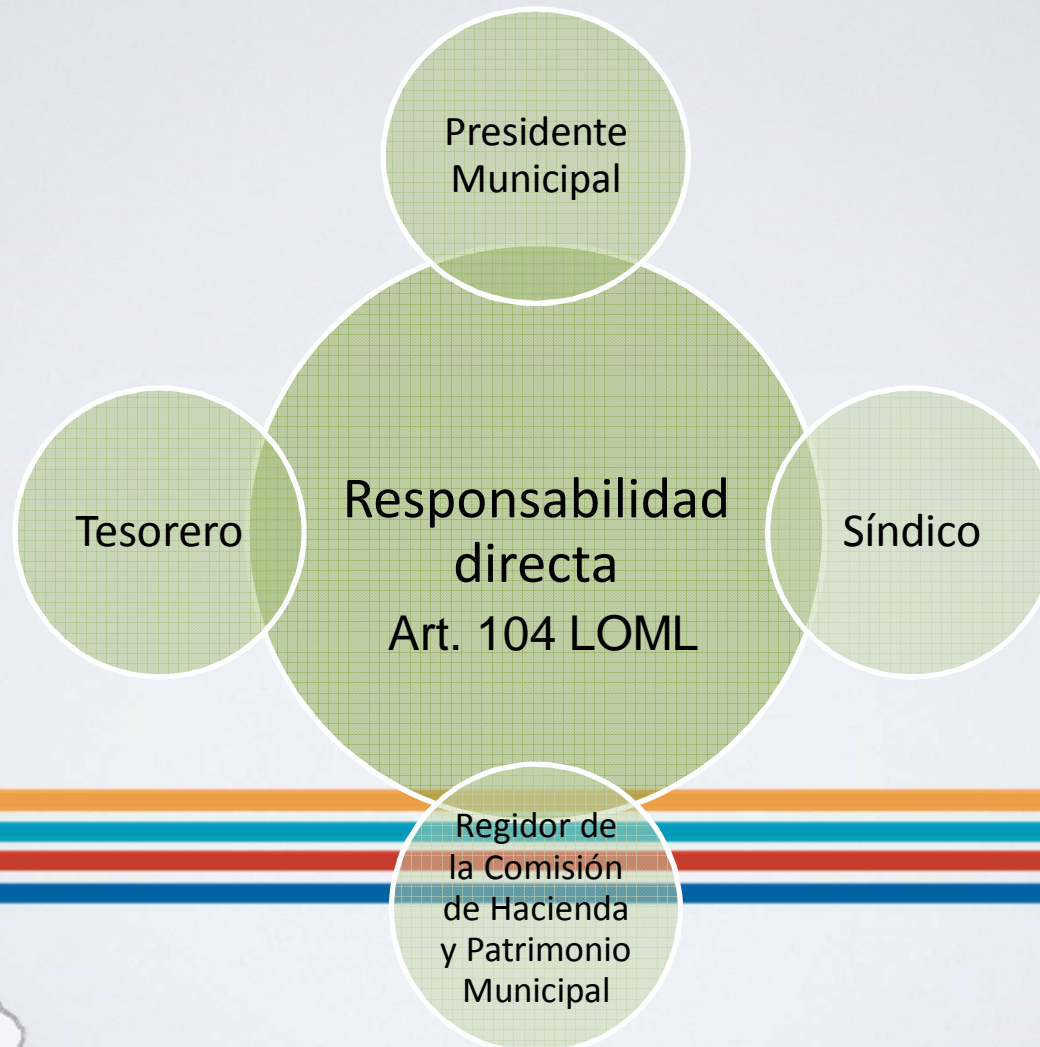 Presidente
Municipal
Tesorero
Responsabilidad
directa
Art. 104 LOML
Síndico
Regidor de
la Comisión
de Hacienda
y Patrimonio
Municipal